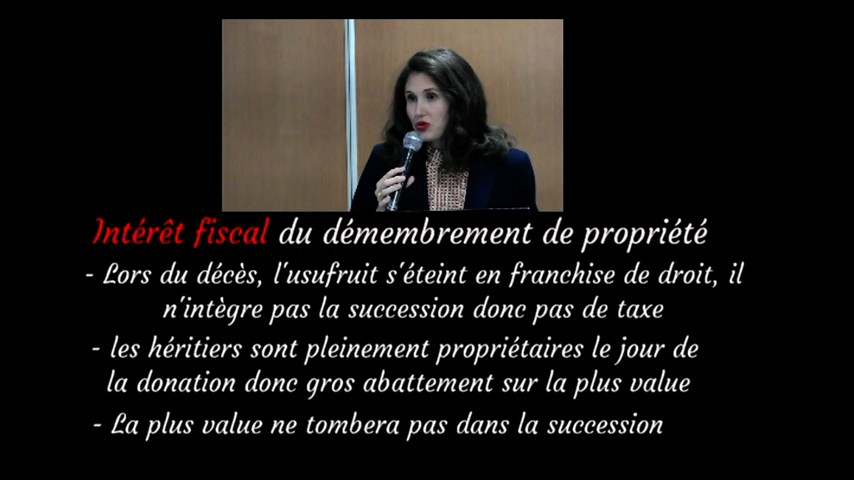 Intérêt fiscal du démembrement de propriété
- Lors du décès, l'usufruit s'éteint en franchise de droit, il
n'intègre pas la succession donc pas de taxe
- les héritiers sont pleinement propriétaires le jour de
la donation donc gros abattement sur la plus value
- La plus value ne tombera pas dans la succession